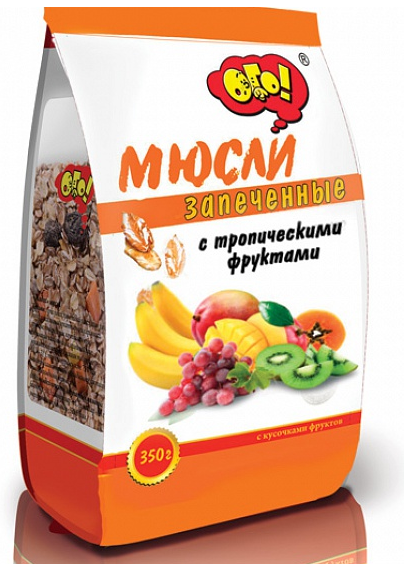 ОГО!
®
МЮСЛИ
запеченные
с тропическими
фруктами
ОГО!
350г
с кусочками фруктов